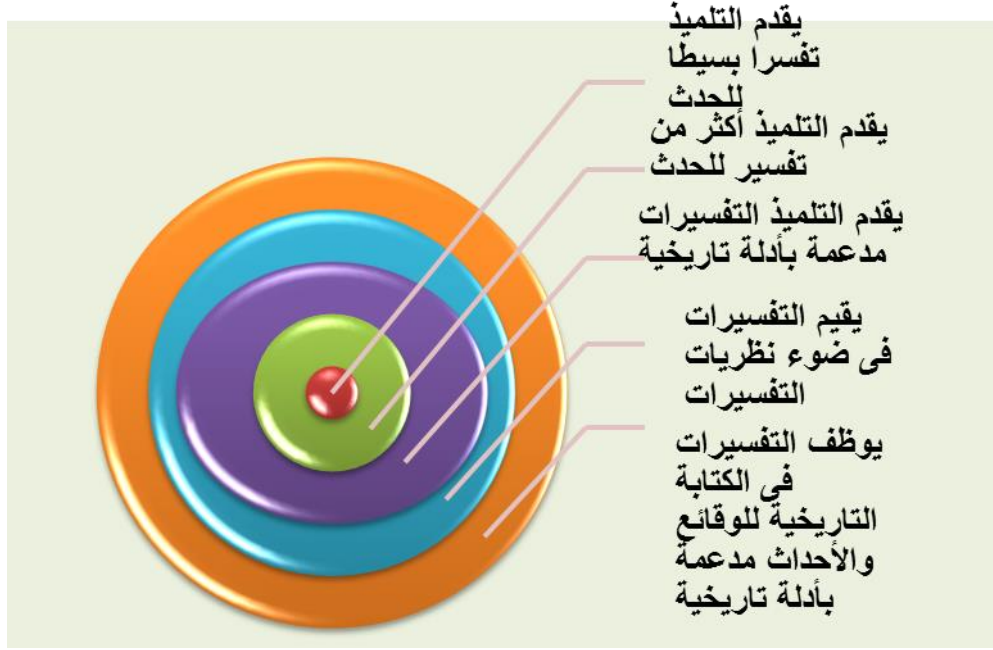 يقدم التلميذ
تفسرا بسيطا
للحدث
يقدم التلميذ أكثر من
تفسير للحدث
يقدم التلميذ التفسيرات
مدعمة بأدلة تاريخية
يقيم التفسيرات
فى ضوء نظريات
التفسيرات
يوظف التفسيرات
فى الكتابة
التاريخية للوقائع
والأحداث مدعمة
بأدلة تاريخية